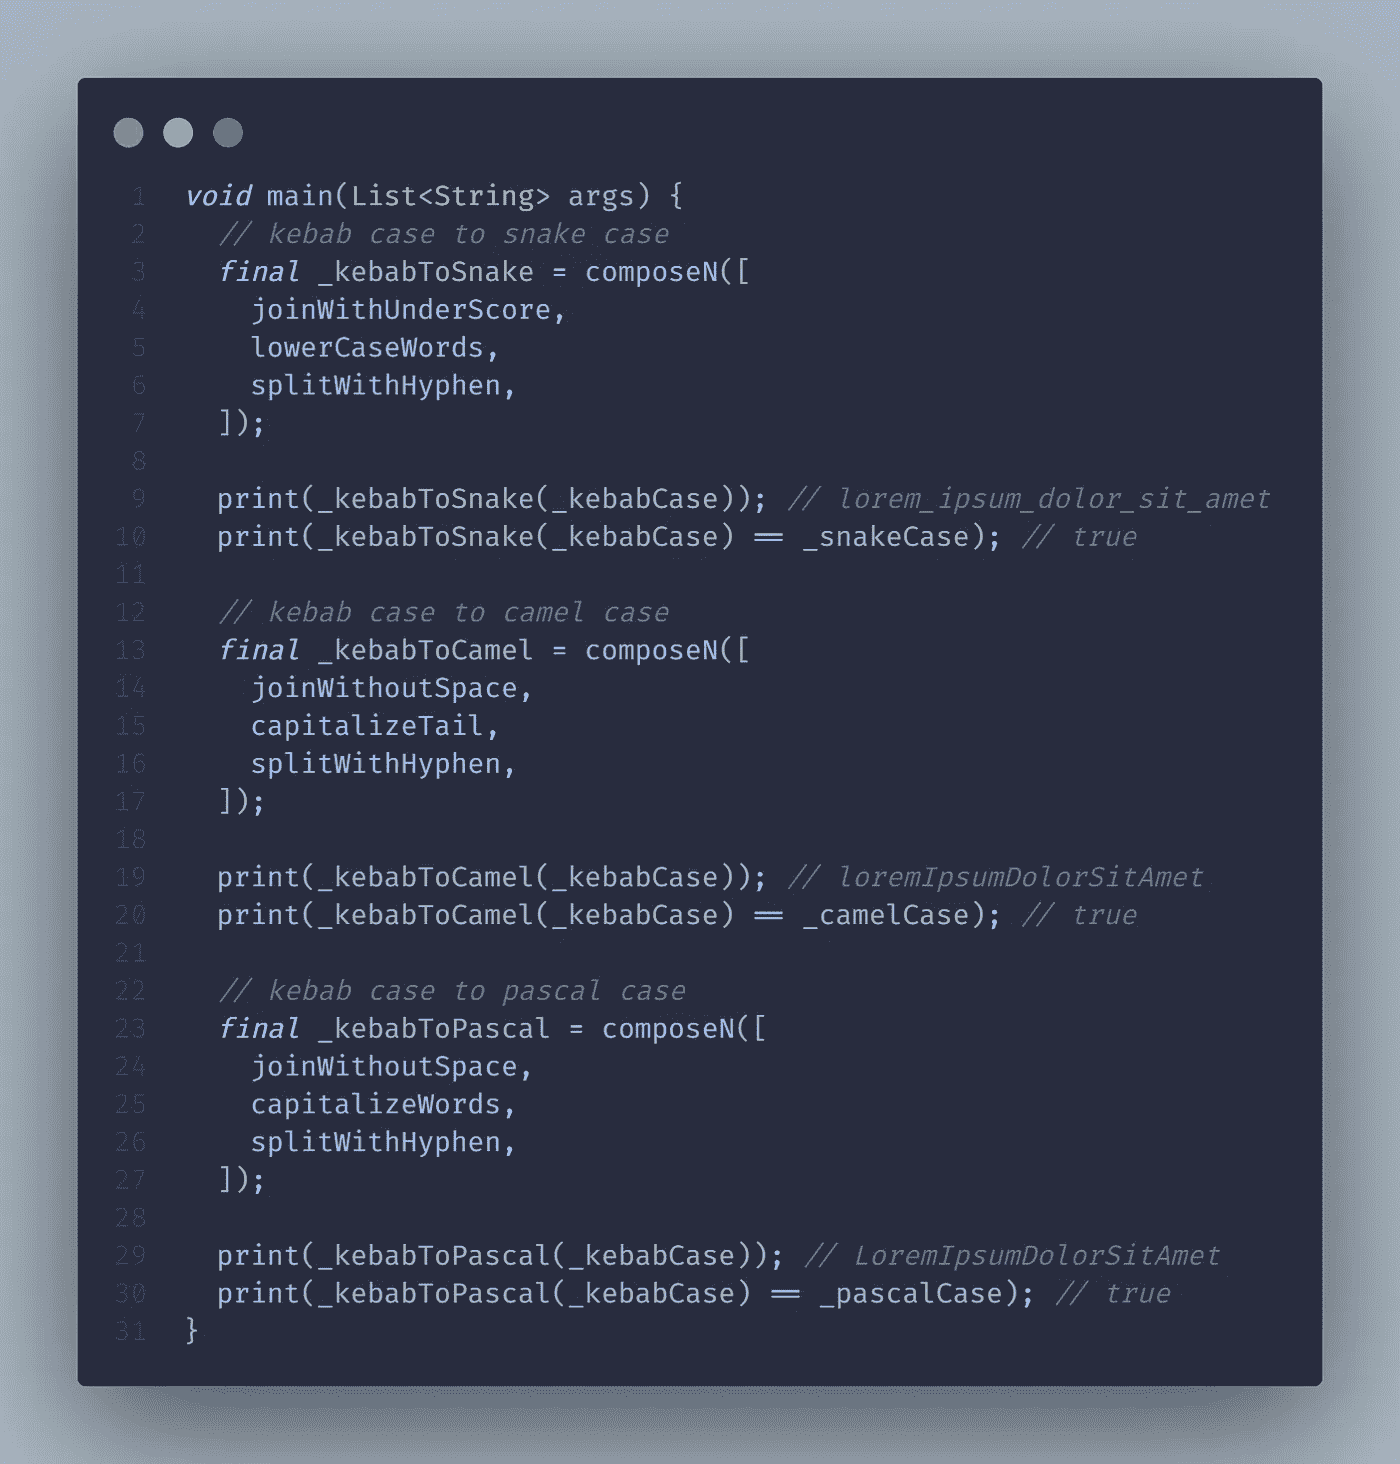 1 void main(List<String> args) {
2 // kebab case to snake case
3 final _kebabToSnake = composeN([
4 joinWithUnderScore,
5 lowerCaseWords,
6 splitWithHyphen,
7 ]);
8
9 print(_kebabToSnake(_kebabCase)); // lorem_ipsum_dolor_sit_amet
10 print(_kebabToSnake(_kebabCase) == _snakeCase); // true
11
12 // kebab case to camel case
13 final _kebabToCamel = composeN([
14 joinWithoutSpace,
15 capitalizeTail,
16 splitWithHyphen,
17 ]);
18
19 print(_kebabToCamel(_kebabCase)); // loremIpsumDolorSitAmet
20 print(_kebabToCamel(_kebabCase) == _camelCase); // true
21
22 // kebab case to pascal case
23 final _kebabToPascal = composeN([
24 joinWithoutSpace,
25 capitalizeWords,
26 splitWithHyphen,
27 ]);
28
29 print(_kebabToPascal(_kebabCase)); // LoremIpsumDolorSitAmet
30 print(_kebabToPascal(_kebabCase) == _pascalCase); // true
31 }